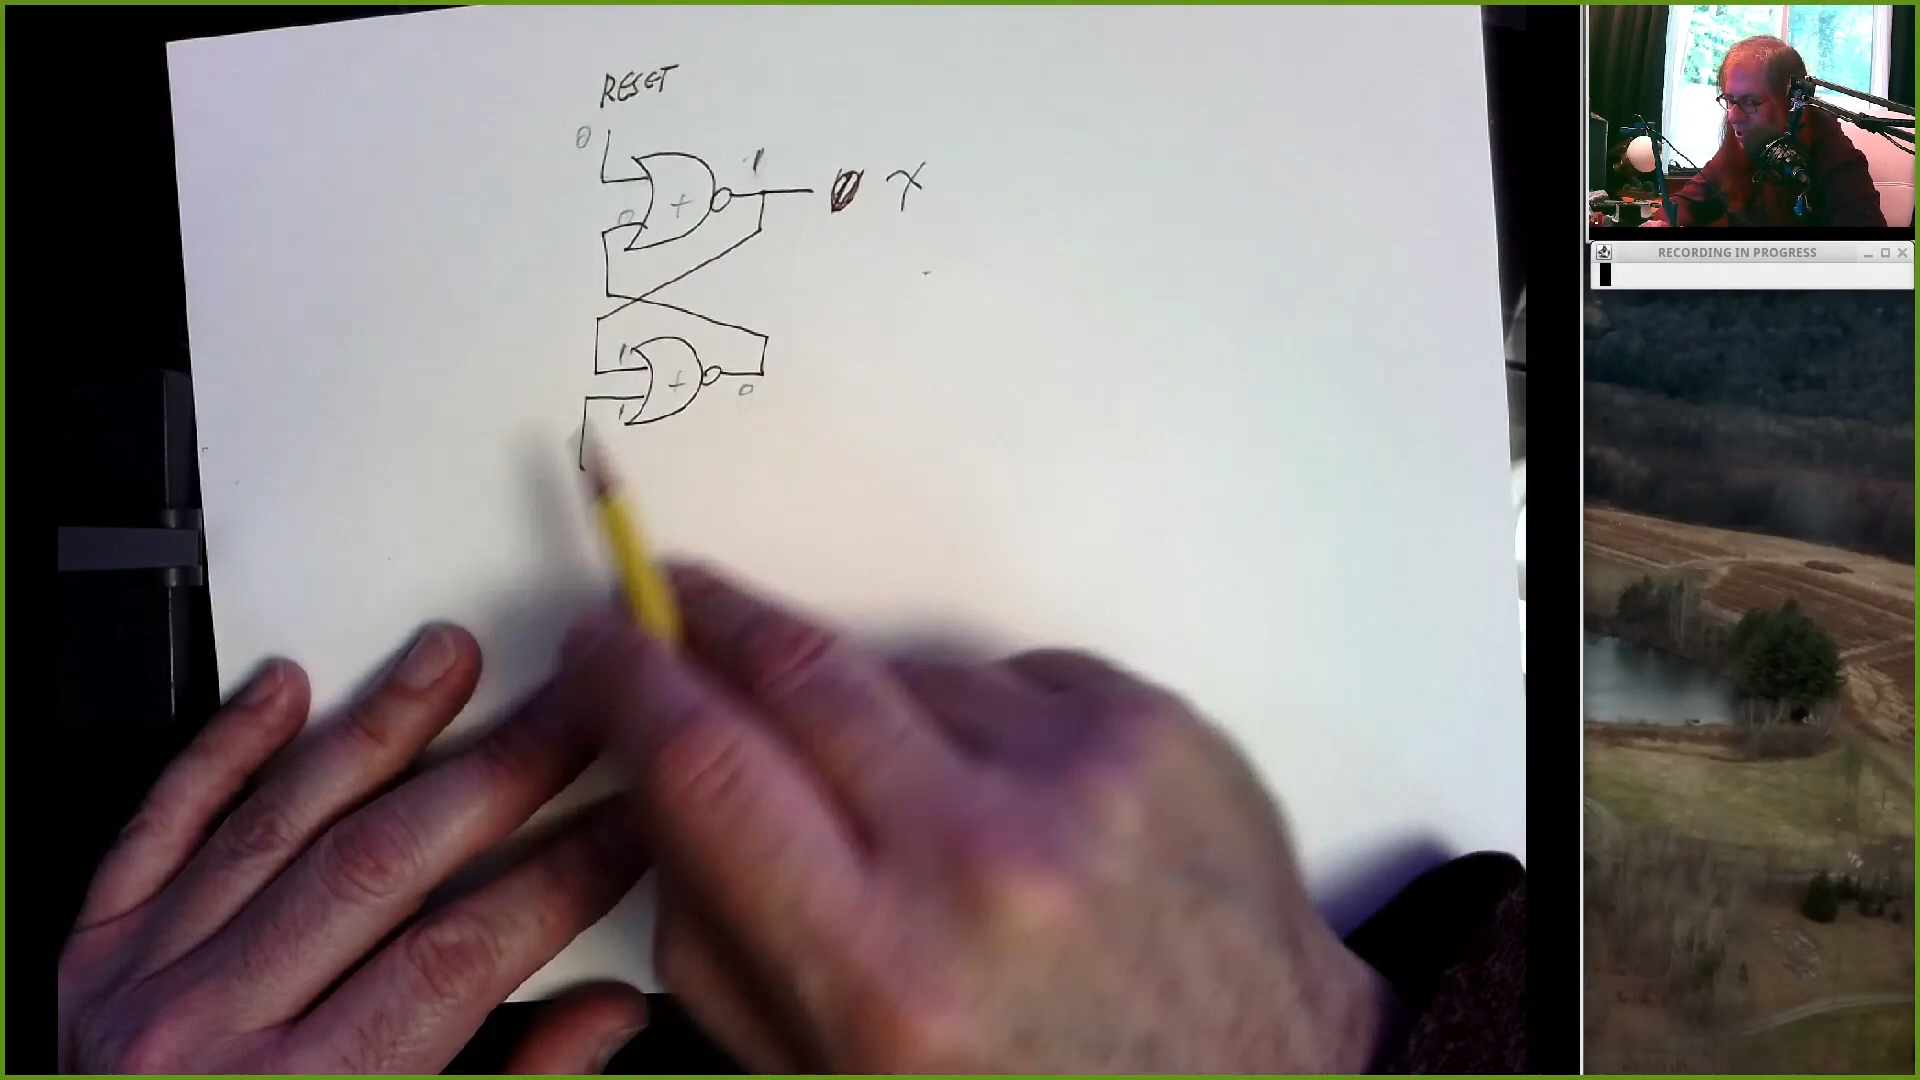 RESET
0
1
0
+
X
1
+
0
1
RECORDING IN PROGRESS